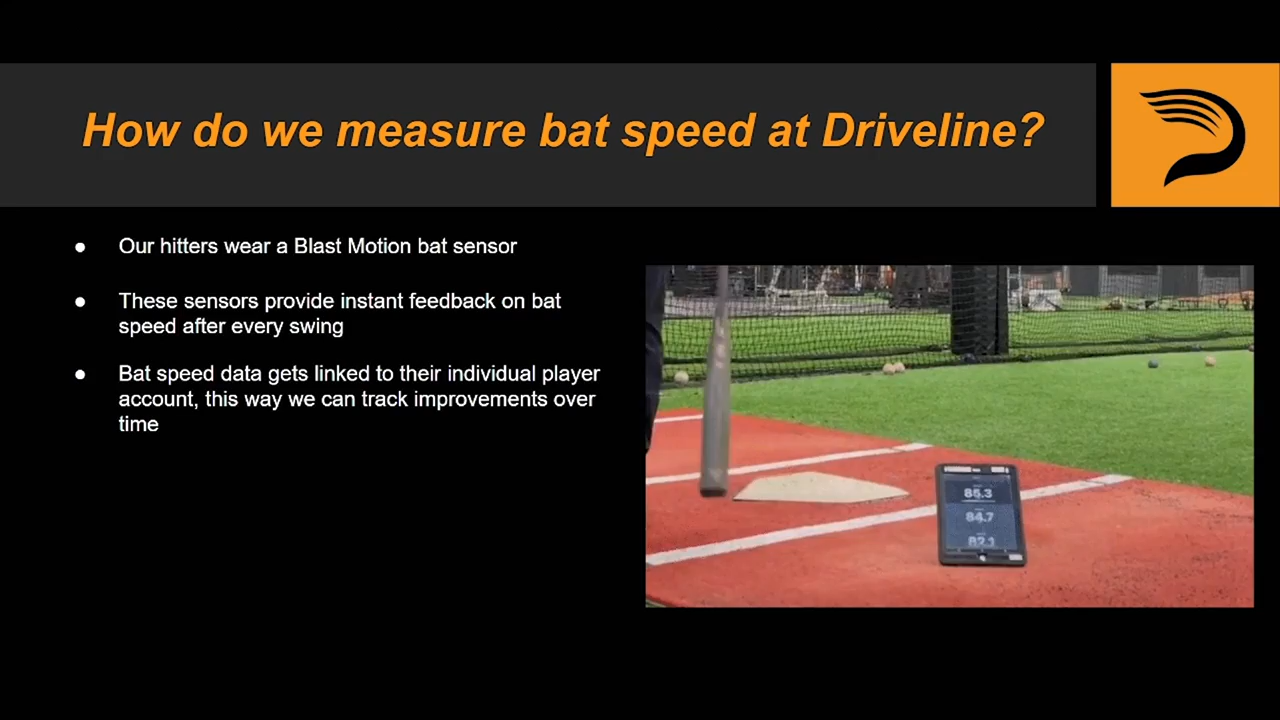 How do we measure bat speed at Driveline?
Our hitters wear a Blast Motion bat sensor
These sensors provide instant feedback on bat
speed after every swing
Bat speed data gets linked to their individual player
account, this way we can track improvements over
time
85.3
84.7
82.1